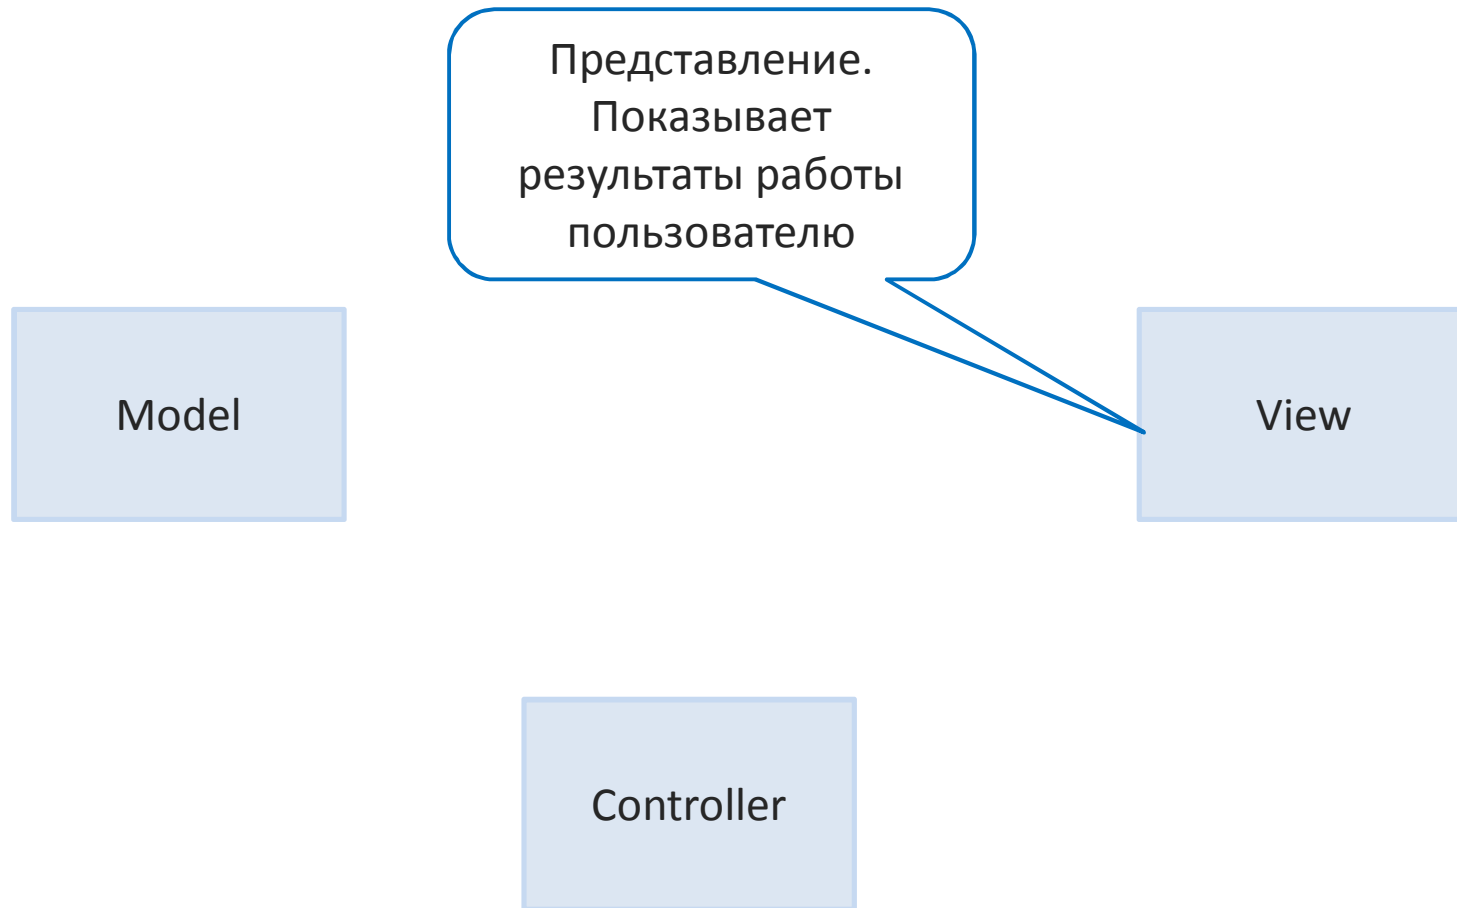 Представление.
Показывает
результаты работы
пользователю
Model
View
Controller